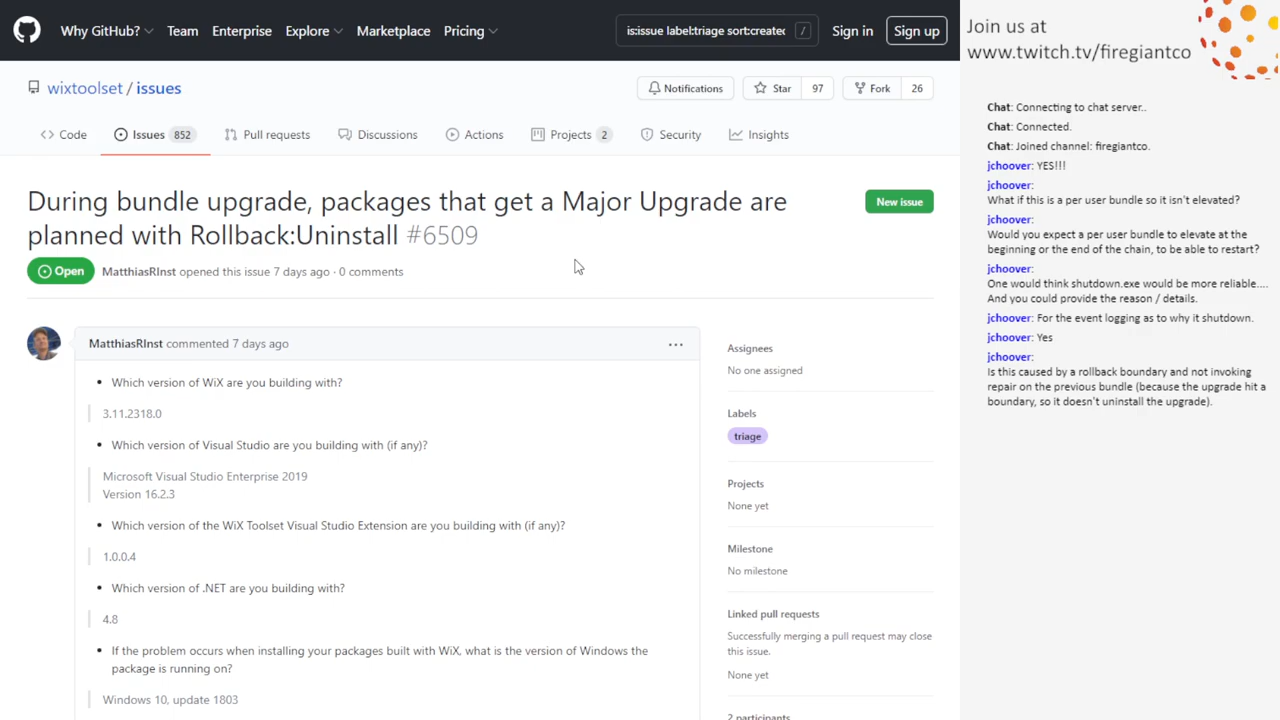 Why GitHub?
Team
Enterprise
Explore
Marketplace
Pricing
is:issue label:triage sort:created
/
Sign in
Sign up
wixtoolset / issues
Notifications
Star
97
Fork
26
Code
Issues 852
Pull requests
Discussions
Actions
Projects 2
Security
Insights
During bundle upgrade, packages that get a Major Upgrade are
planned with Rollback:Uninstall #6509
New issue
Open
MatthiasRInst opened this issue 7 days ago · 0 comments
MatthiasRInst commented 7 days ago
...
• Which version of WiX are you building with?
3.11.2318.0
• Which version of Visual Studio are you building with (if any)?
Microsoft Visual Studio Enterprise 2019
Version 16.2.3
• Which version of the WiX Toolset Visual Studio Extension are you building with (if any)?
1.0.0.4
• Which version of .NET are you building with?
4.8
• If the problem occurs when installing your packages built with WiX, what is the version of Windows the
package is running on?
Windows 10, update 1803
Assignees
No one assigned
Labels
triage
Projects
None yet
Milestone
No milestone
Linked pull requests
Successfully merging a pull request may close
this issue.
None yet
2 participants
Join us at
www.twitch.tv/firegiantco
Chat: Connecting to chat server..
Chat: Connected.
Chat: Joined channel: firegiantco.
jchoover: YES!!!
jchoover:
What if this is a per user bundle so it isn't elevated?
jchoover:
Would you expect a per user bundle to elevate at the
beginning or the end of the chain, to be able to restart?
jchoover:
One would think shutdown.exe would be more reliable....
And you could provide the reason / details.
jchoover: For the event logging as to why it shutdown.
jchoover: Yes
jchoover:
Is this caused by a rollback boundary and not invoking
repair on the previous bundle (because the upgrade hit a
boundary, so it doesn't uninstall the upgrade).